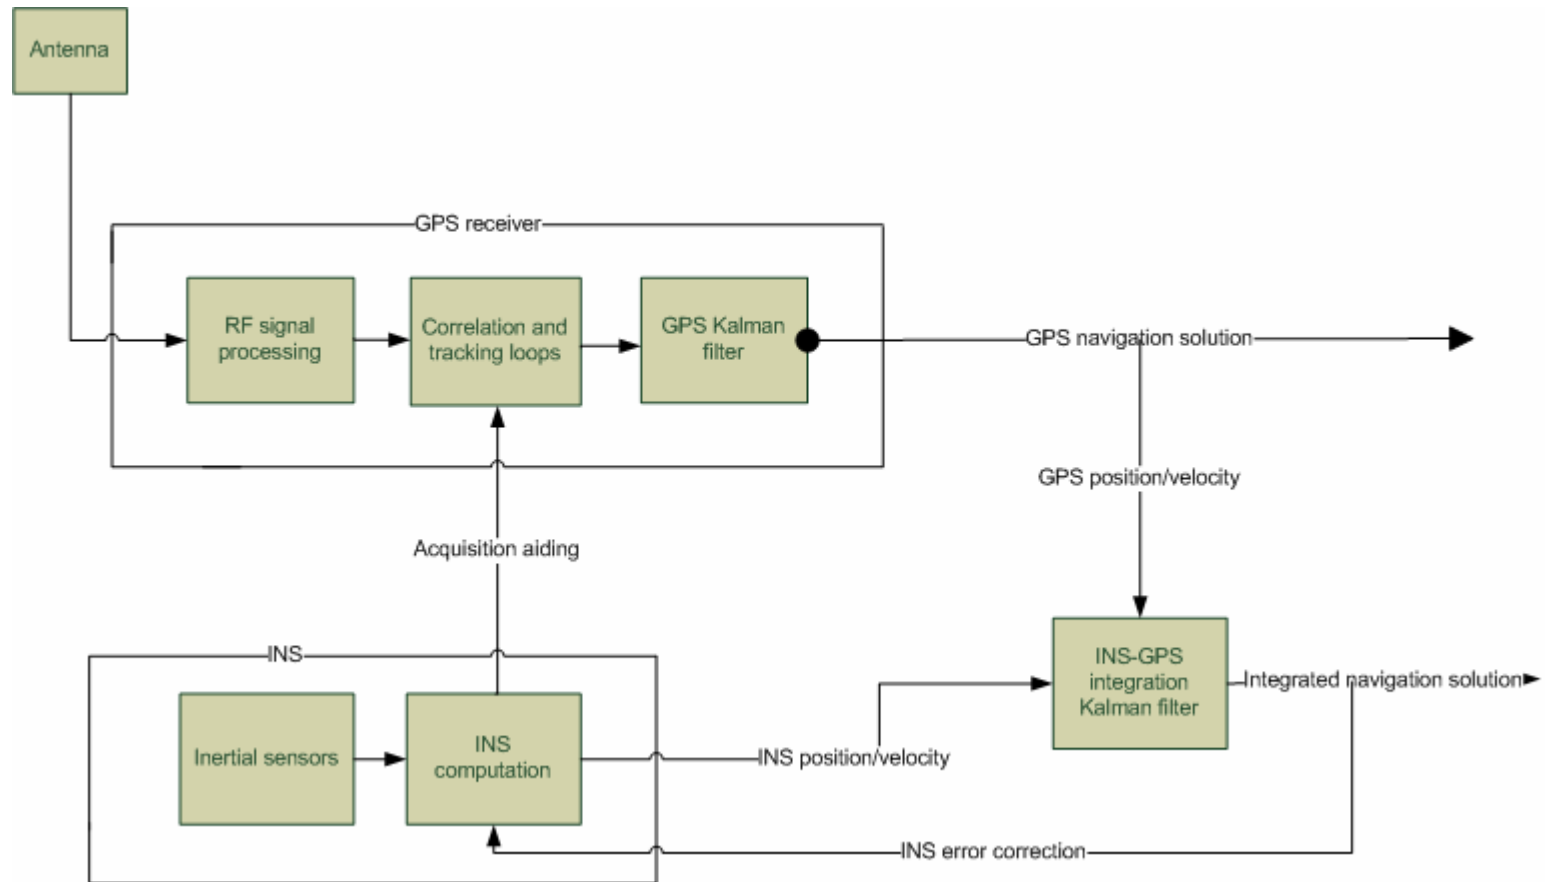 Antenna
GPS receiver
RF signal
processing
Correlation and
tracking loops
GPS Kalman
filter
GPS navigation solution
GPS position/velocity
Acquisition aiding
INS
Inertial sensors
INS
computation
INS position/velocity
INS-GPS
integration
Kalman filter
Integrated navigation solution
INS error correction